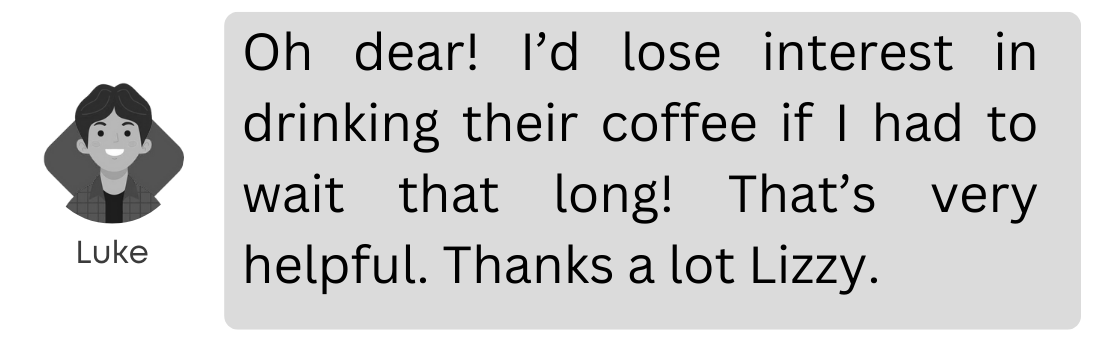 Oh dear! I’d lose interest in
drinking their coffee if I had to
wait that long! That’s very
helpful. Thanks a lot Lizzy.
Luke